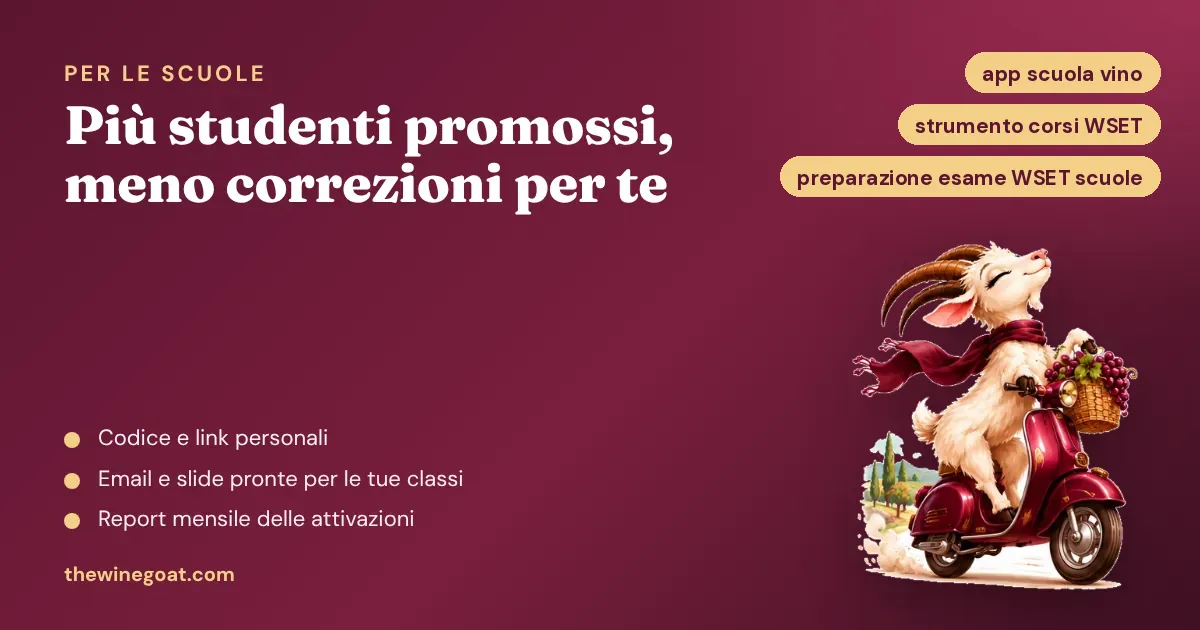 PER LE SCUOLE
Più studenti promossi,
meno correzioni per te
app scuola vino
strumento corsi WSET
preparazione esame WSET scuole
Codice e link personali
Email e slide pronte per le tue classi
Report mensile delle attivazioni
thewinegoat.com